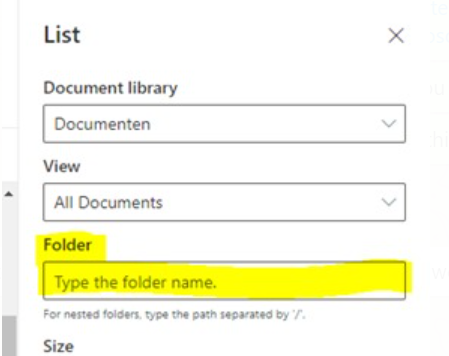 List
Document library
Documenten
View
All Documents
Folder
Type the folder name.
For nested folders, type the path separated by '/'.
Size